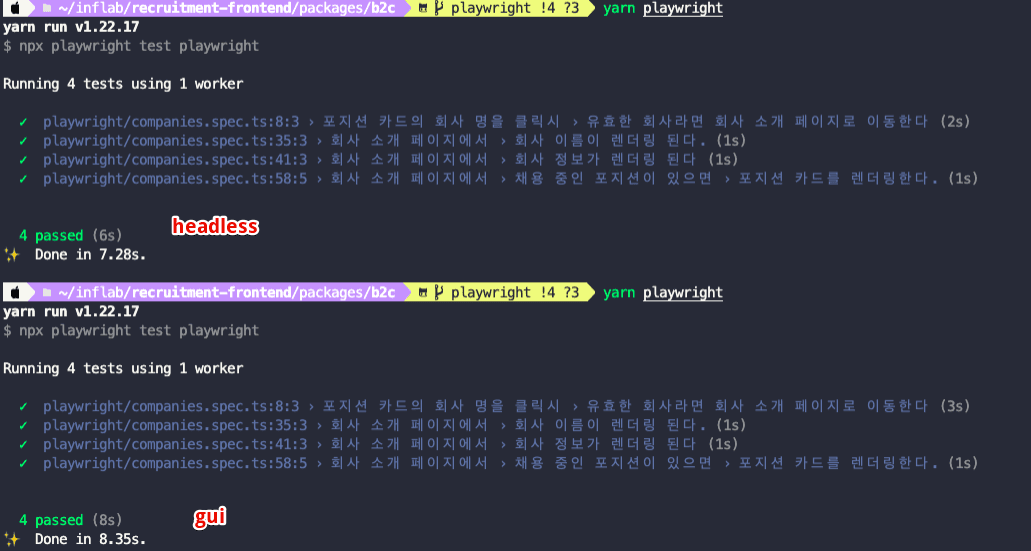 ~/inflab/recruitment-frontend/packages/b2c playwright !4 ?3 yarn playwright
yarn run v1.22.17
$ npx playwright test playwright
Running 4 tests using 1 worker
✓ playwright/companies.spec.ts:8:3 › 포지션 카드의 회사 명을 클릭시 › 유효한 회사라면 회사 소개 페이지로 이동한다 (2s)
✓ playwright/companies.spec.ts:35:3 › 회사 소개 페이지에서 › 회사 이름이 렌더링 된다. (1s)
✓ playwright/companies.spec.ts:41:3 › 회사 소개 페이지에서 › 회사 정보가 렌더링 된다 (1s)
✓ playwright/companies.spec.ts:58:5 › 회사 소개 페이지에서 › 채용 중인 포지션이 있으면 › 포지션 카드를 렌더링한다. (1s)
headless
4 passed (6s)
✨ Done in 7.28s.
~/inflab/recruitment-frontend/packages/b2c playwright !4 ?3 yarn playwright
yarn run v1.22.17
$ npx playwright test playwright
Running 4 tests using 1 worker
✓ playwright/companies.spec.ts:8:3 › 포지션 카드의 회사 명을 클릭시 › 유효한 회사라면 회사 소개 페이지로 이동한다 (3s)
✓ playwright/companies.spec.ts:35:3 › 회사 소개 페이지에서 › 회사 이름이 렌더링 된다. (1s)
✓ playwright/companies.spec.ts:41:3 › 회사 소개 페이지에서 › 회사 정보가 렌더링 된다 (1s)
✓ playwright/companies.spec.ts:58:5 › 회사 소개 페이지에서 › 채용 중인 포지션이 있으면 › 포지션 카드를 렌더링한다. (1s)
4 passed (8s)
gui
✨ Done in 8.35s.